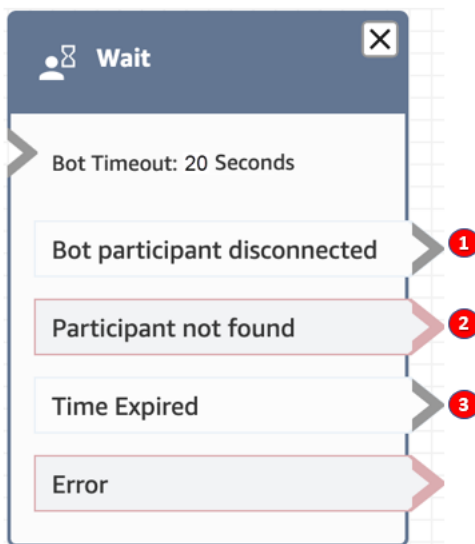 Wait
Bot Timeout: 20 Seconds
Bot participant disconnected
1
Participant not found
2
Time Expired
3
Error